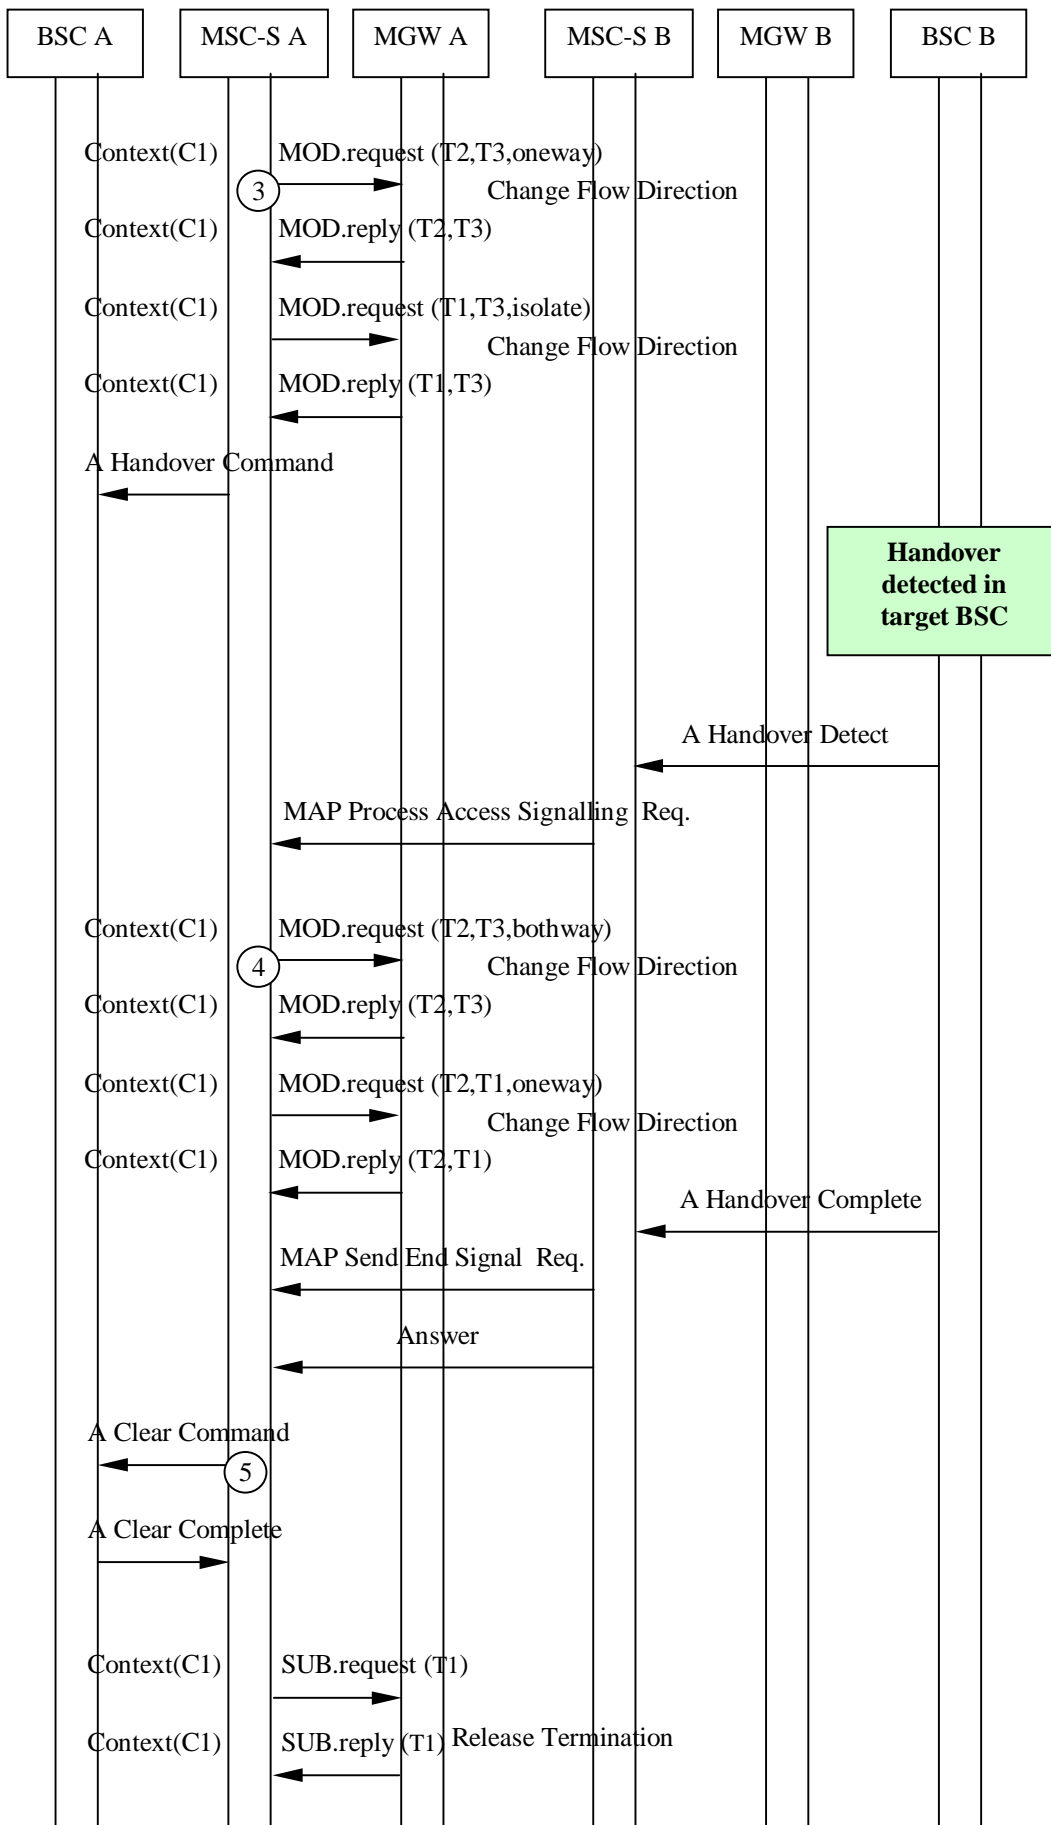 BSC A
MSC-S A
MGW A
MSC-S B
MGW B
BSC B
Context(C1)
MOD.request (T2,T3,oneway)
3
Change Flow Direction
Context(C1)
MOD.reply (T2,T3)
Context(C1)
MOD.request (T1,T3,isolate)
Change Flow Direction
Context(C1)
MOD.reply (T1,T3)
A Handover Command
Handover
detected in
target BSC
A Handover Detect
MAP Process Access Signalling  Req.
Context(C1)
MOD.request (T2,T3,bothway)
4
Change Flow Direction
Context(C1)
MOD.reply (T2,T3)
Context(C1)
MOD.request (T2,T1,oneway)
Change Flow Direction
Context(C1)
MOD.reply (T2,T1)
A Handover Complete
MAP Send End Signal  Req.
Answer
A Clear Command
5
A Clear Complete
Context(C1)
SUB.request (T1)
Context(C1)
SUB.reply (T1)
Release Termination